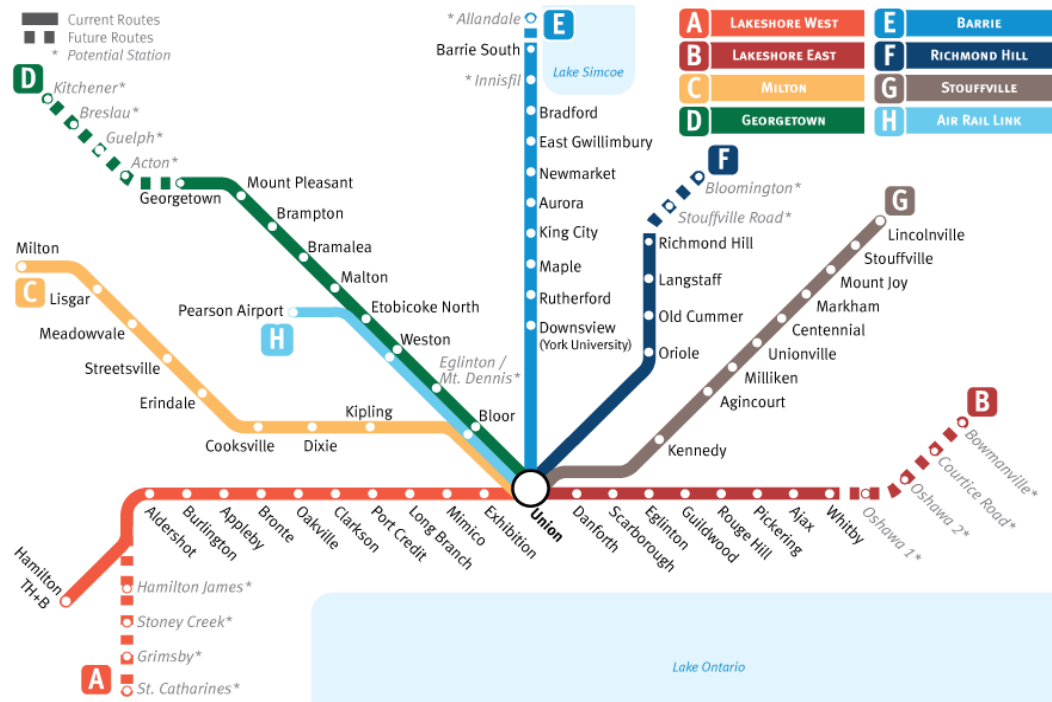 Current Routes
Future Routes
* Potential Station
A LAKESHORE WEST
B LAKESHORE EAST
C MILTON
D GEORGETOWN
E BARRIE
F RICHMOND HILL
G STOUFFVILLE
H AIR RAIL LINK
D
Kitchener*
Breslau*
Guelph*
Acton*
Georgetown
Mount Pleasant
Brampton
Bramalea
Malton
Etobicoke North
Weston
Eglinton /
Mt. Dennis*
Bloor
Milton
C
Lisgar
Meadowvale
Streetsville
Erindale
Cooksville
Dixie
Kipling
Pearson Airport
H
* Allandale
E
Barrie South
* Innisfil
Lake Simcoe
Bradford
East Gwillimbury
Newmarket
Aurora
King City
Maple
Rutherford
Downsview
(York University)
F
Bloomington*
Stouffville Road*
Richmond Hill
Langstaff
Old Cummer
Oriole
G
Lincolnville
Stouffville
Mount Joy
Markham
Centennial
Unionville
Milliken
Agincourt
Kennedy
B
Bowmanville*
Courtice Road*
Oshawa 2*
Oshawa 1*
Whitby
Ajax
Pickering
Rouge Hill
Guildwood
Eglinton
Scarborough
Danforth
Union
Exhibition
Mimico
Long Branch
Port Credit
Clarkson
Oakville
Bronte
Appleby
Burlington
Aldershot
Hamilton
TH+B
Hamilton James*
Stoney Creek*
Grimsby*
A
St. Catharines*
Lake Ontario